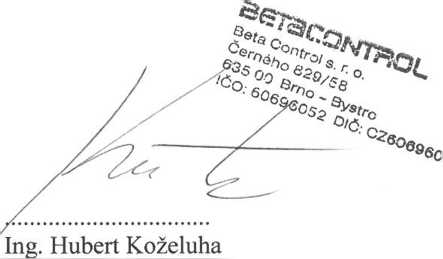 BETACONTROL
Beta Control s. r. o.
Černého 829/58
635 00 Brno - Bystrc
IČO: 60696052 DIČ: CZ606960
Ing. Hubert Koželuha